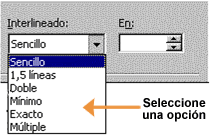 Interlineado: En:
Sencillo
Sencillo
1,5 líneas
Doble
Mínimo
Exacto
Múltiple
Seleccione
una opción